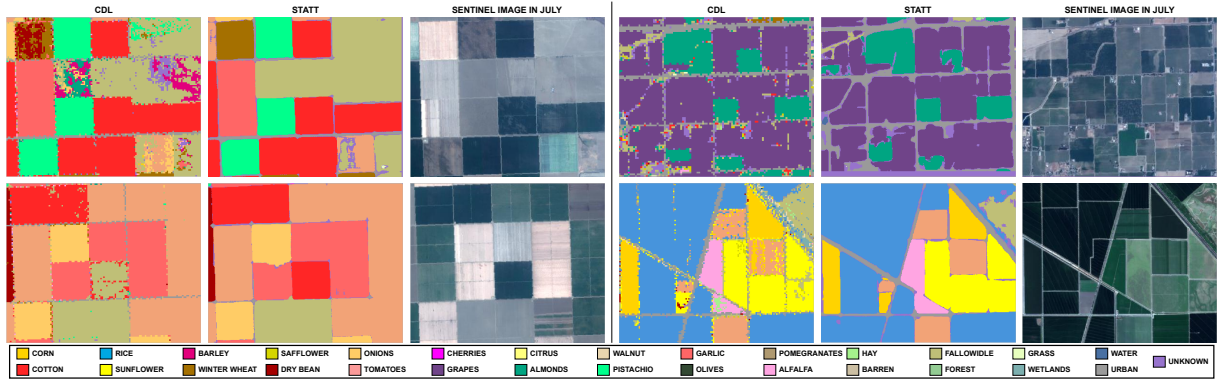 CDL STATT SENTINEL IMAGE IN JULY CDL STATT SENTINEL IMAGE IN JULY
CORN RICE BARLEY SAFFLOWER ONIONS CHERRIES CITRUS WALNUT GARLIC POMEGRANATES HAY FALLOWIDLE GRASS WATER UNKNOWN
COTTON SUNFLOWER WINTER WHEAT DRY BEAN TOMATOES GRAPES ALMONDS PISTACHIO OLIVES ALFALFA BARREN FOREST WETLANDS URBAN